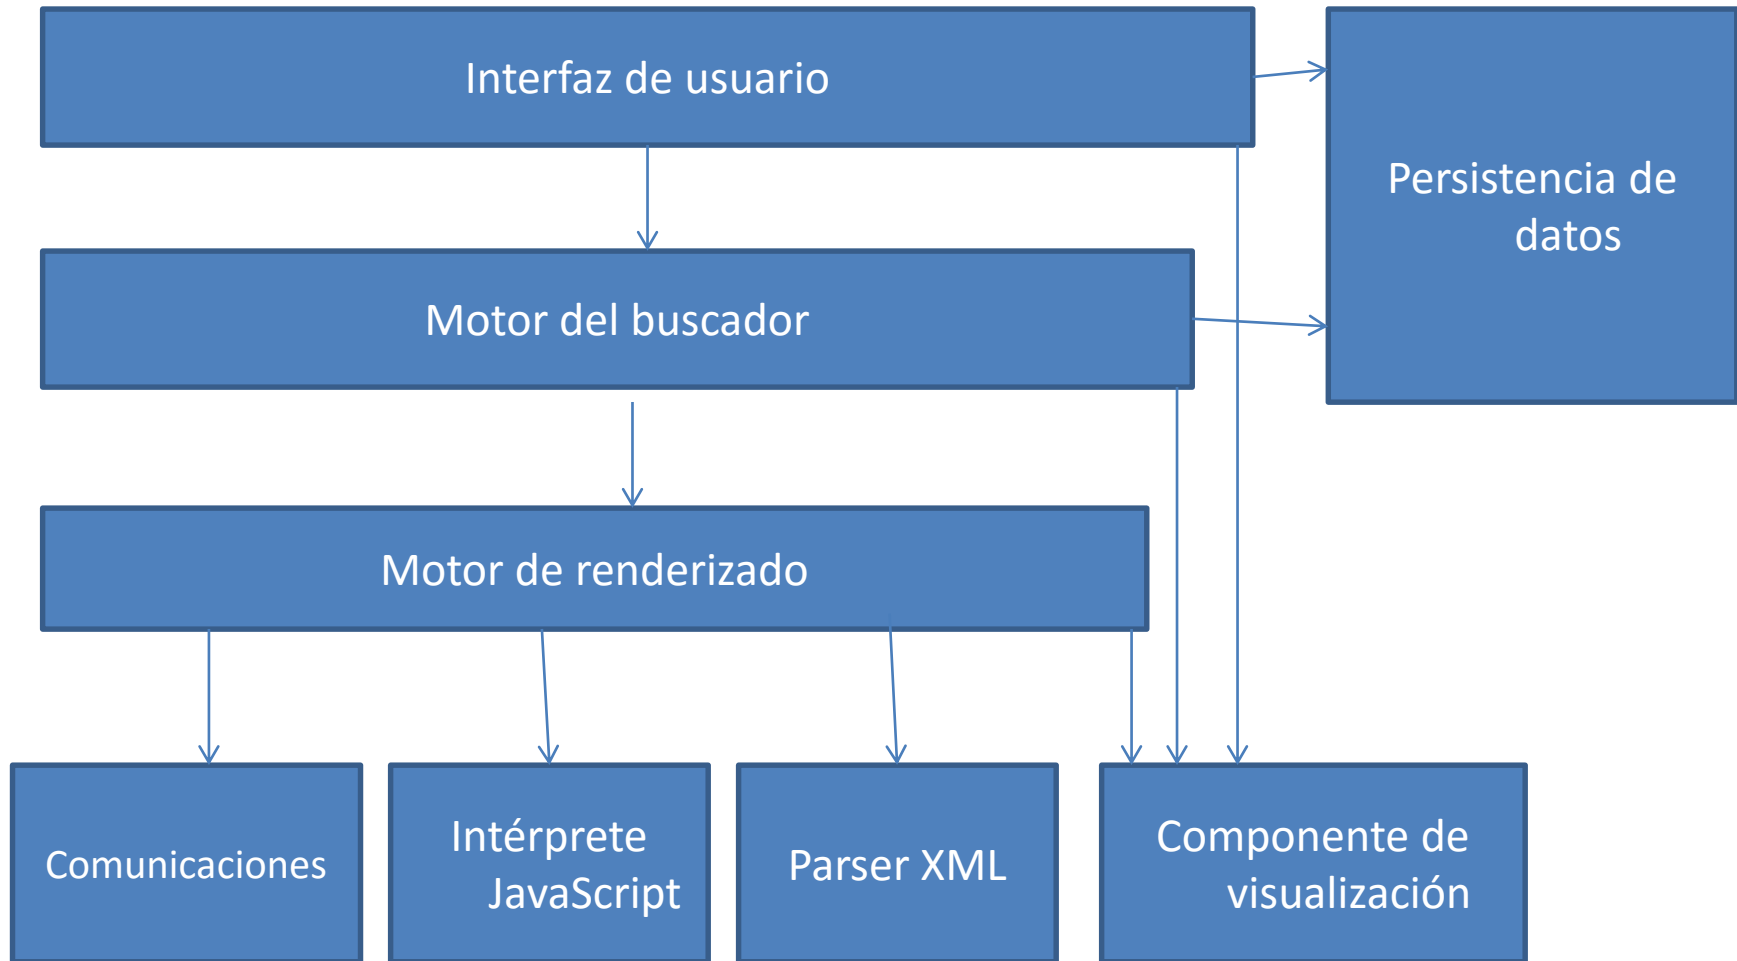 Interfaz de usuario
Persistencia de
datos
Motor del buscador
Motor de renderizado
Comunicaciones
Intérprete
JavaScript
Parser XML
Componente de
visualización